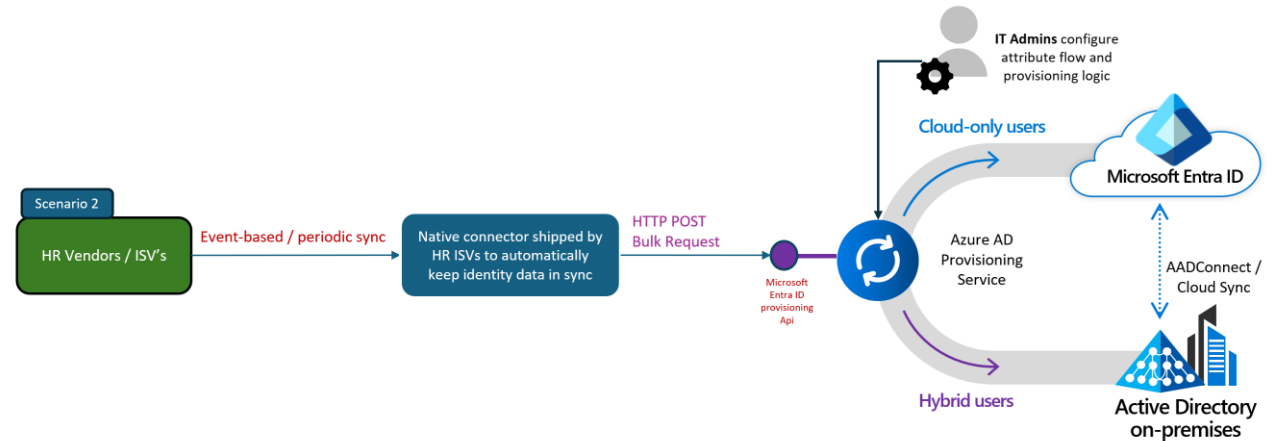 Scenario 2
HR Vendors / ISV's
Event-based / periodic sync
Native connector shipped by
HR ISVs to automatically
keep identity data in sync
HTTP POST
Bulk Request
Microsoft
Entra ID
provisioning
Api
IT Admins configure
attribute flow and
provisioning logic
Cloud-only users
Microsoft Entra ID
Azure AD
Provisioning
Service
AADConnect /
Cloud Sync
Hybrid users
Active Directory
on-premises